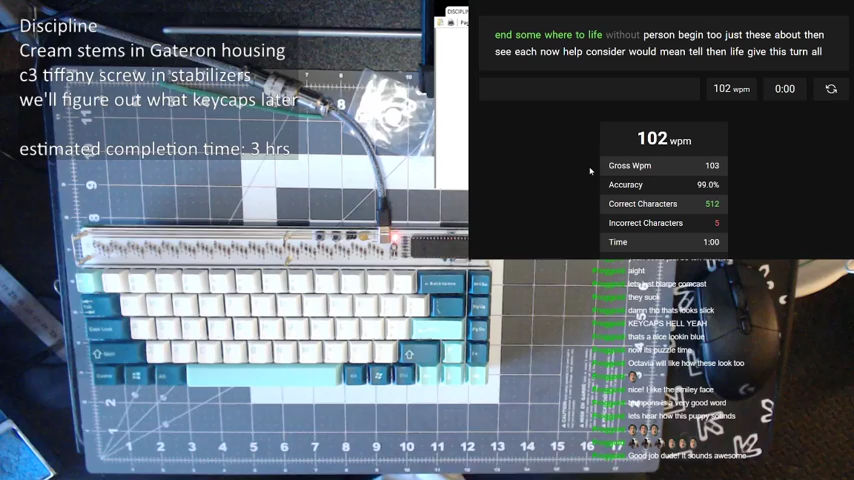 Discipline
Cream stems in Gateron housing
c3 tiffany screw in stabilizers
we'll figure out what keycaps later
estimated completion time: 3 hrs
end some where to life without person begin too just these about then
see each now help consider would mean tell then life give this turn all
102 wpm
0:00
102 wpm
Gross Wpm 103
Accuracy 99.0%
Correct Characters 512
Incorrect Characters 5
Time 1:00
aight
lets just blame comcast
they suck
damn tho thats looks slick
KEYCAPS HELL YEAH
thats a nice lookin blue
now its puzzle time
Octavia will like how these look too
nice! I like the smiley face
is a very good word
lets hear how this puppy sounds
Good job dude! it sounds awesome
1 2 3 4 5 6 7 8 9 10 11 12 13 14 15 16 17